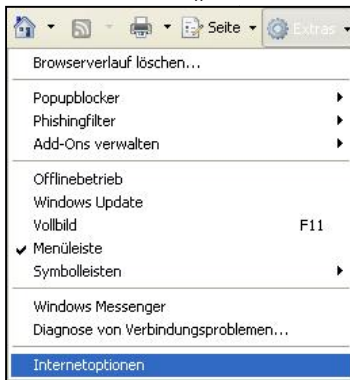 Seite Extras
Browserverlauf löschen...
Popupblocker
Phishingfilter
Add-Ons verwalten
Offlinebetrieb
Windows Update
Vollbild F11
Menüleiste
Symbolleisten
Windows Messenger
Diagnose von Verbindungsproblemen...
Internetoptionen